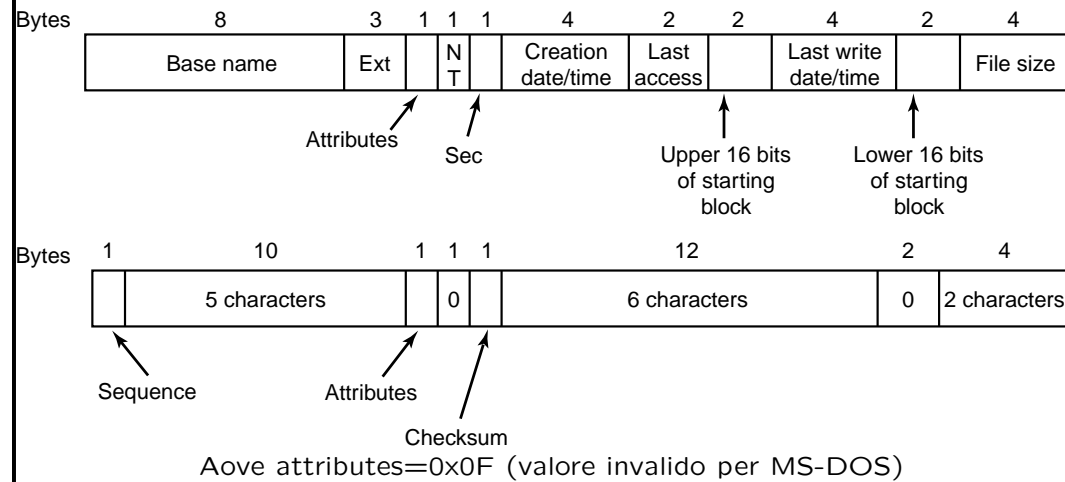 Bytes 8 3 1 1 1 4 2 2 4 2 4
Base name Ext N T Creation date/time Last access Last write date/time File size
Attributes
Sec
Upper 16 bits of starting block
Lower 16 bits of starting block
Bytes 1 10 1 1 1 12 2 4
5 characters 0 6 characters 0 2 characters
Sequence
Attributes
Checksum
Aove attributes=0x0F (valore invalido per MS-DOS)